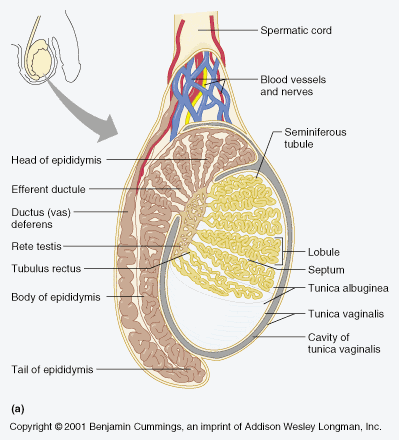 Spermatic cord
Blood vessels
and nerves
Seminiferous
tubule
Head of epididymis
Efferent ductule
Ductus (vas)
deferens
Rete testis
Tubulus rectus
Body of epididymis
Tail of epididymis
Lobule
Septum
Tunica albuginea
Tunica vaginalis
Cavity of
tunica vaginalis
(a)
Copyright © 2001 Benjamin Cummings, an imprint of Addison Wesley Longman, Inc.